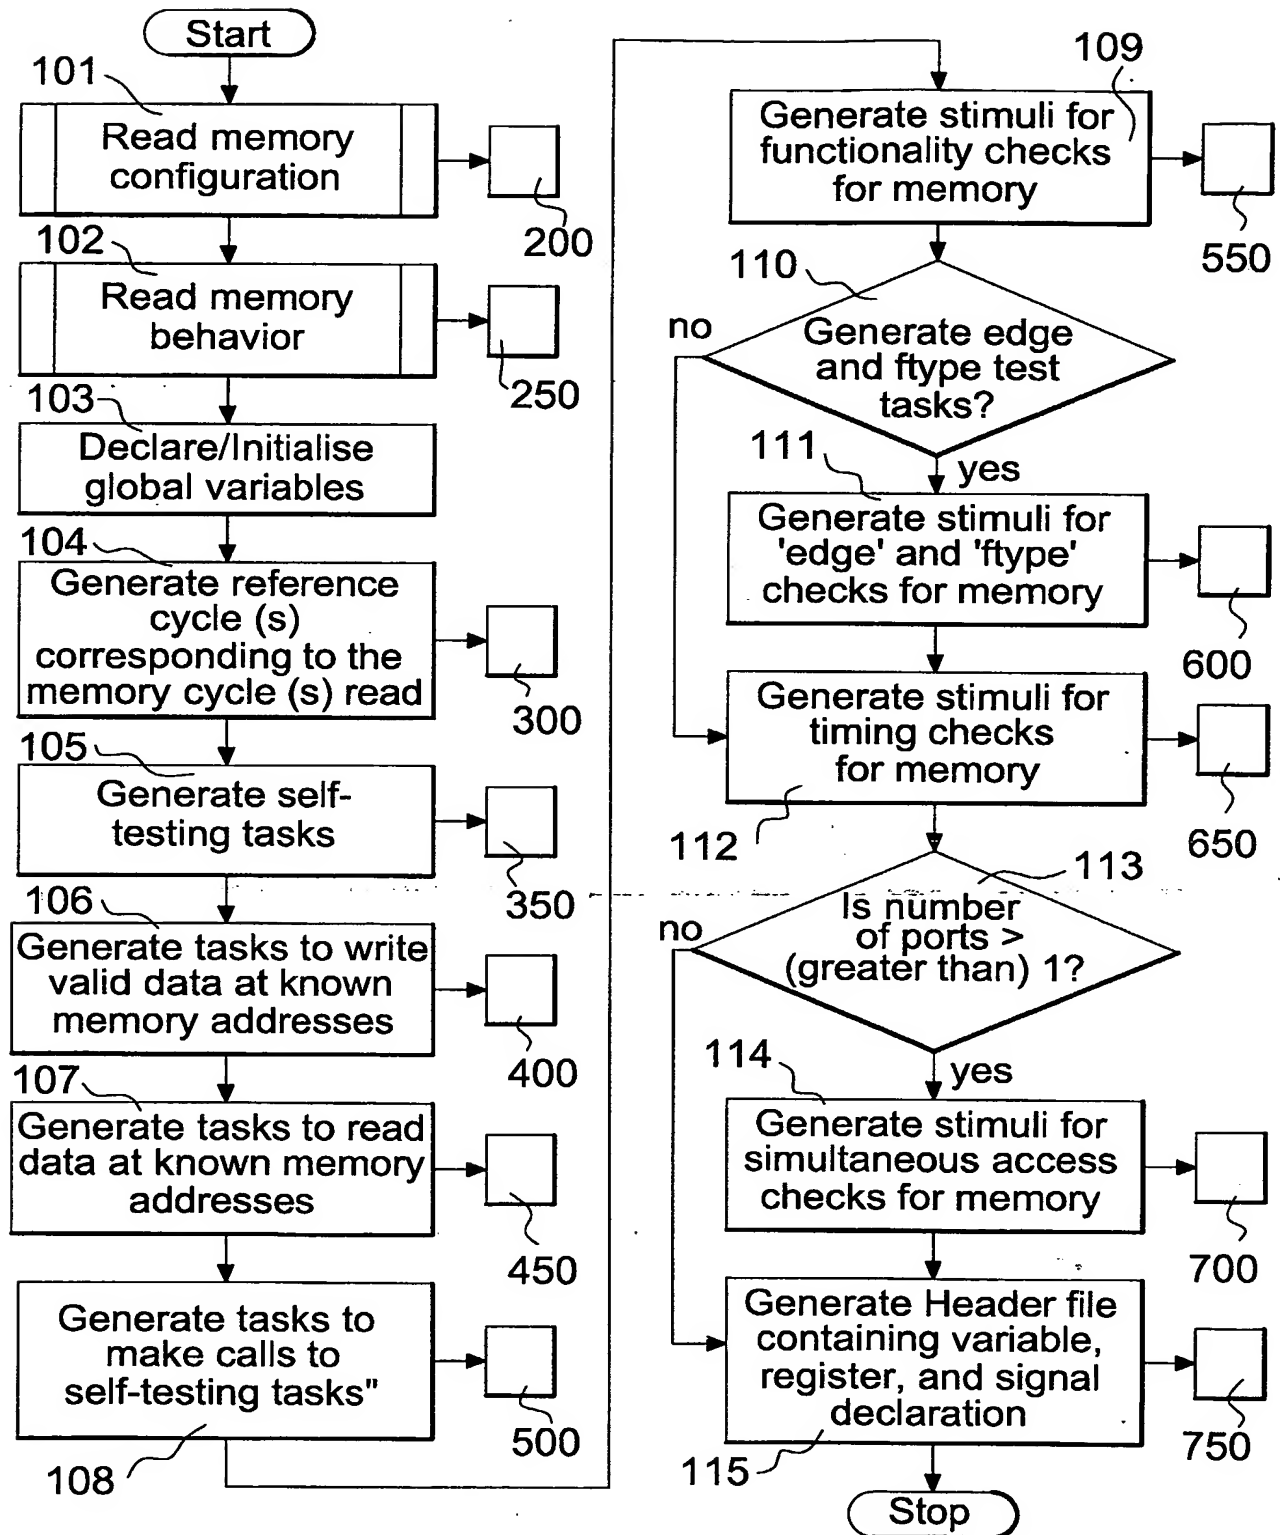 Start
101
Read memory
configuration
200
102
Read memory
behavior
250
103
Declare/Initialise
global variables
104
Generate reference
cycle (s)
corresponding to the
memory cycle (s) read
300
105
Generate self-
testing tasks
350
106
Generate tasks to write
valid data at known
memory addresses
400
107
Generate tasks to read
data at known memory
addresses
450
Generate tasks to
make calls to
self-testing tasks"
500
108
109
Generate stimuli for
functionality checks
for memory
550
110
no
Generate edge
and ftype test
tasks?
111
yes
Generate stimuli for
'edge' and 'ftype'
checks for memory
600
Generate stimuli for
timing checks
for memory
112
650
113
no
Is number
of ports >
(greater than) 1?
114
yes
Generate stimuli for
simultaneous access
checks for memory
700
Generate Header file
containing variable,
register, and signal
declaration
750
115
Stop